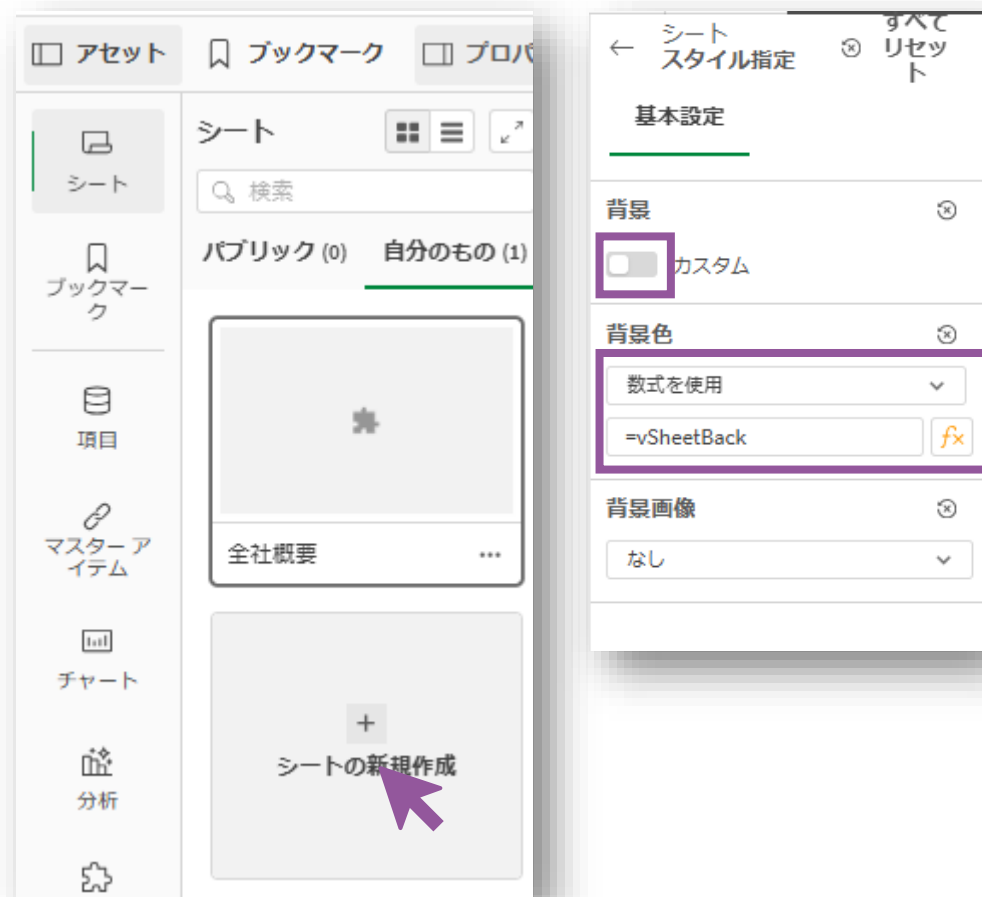 アセット
ブックマーク
プロパ
シート
ブックマー
ク
項目
マスター ア
イテム
チャート
分析
シート
検索
パブリック (0)
自分のもの (1)
全社概要
...
+
シートの新規作成
シート
スタイル指定
すべて
リセッ
ト
基本設定
背景
カスタム
背景色
数式を使用
=vSheetBack
fx
背景画像
なし